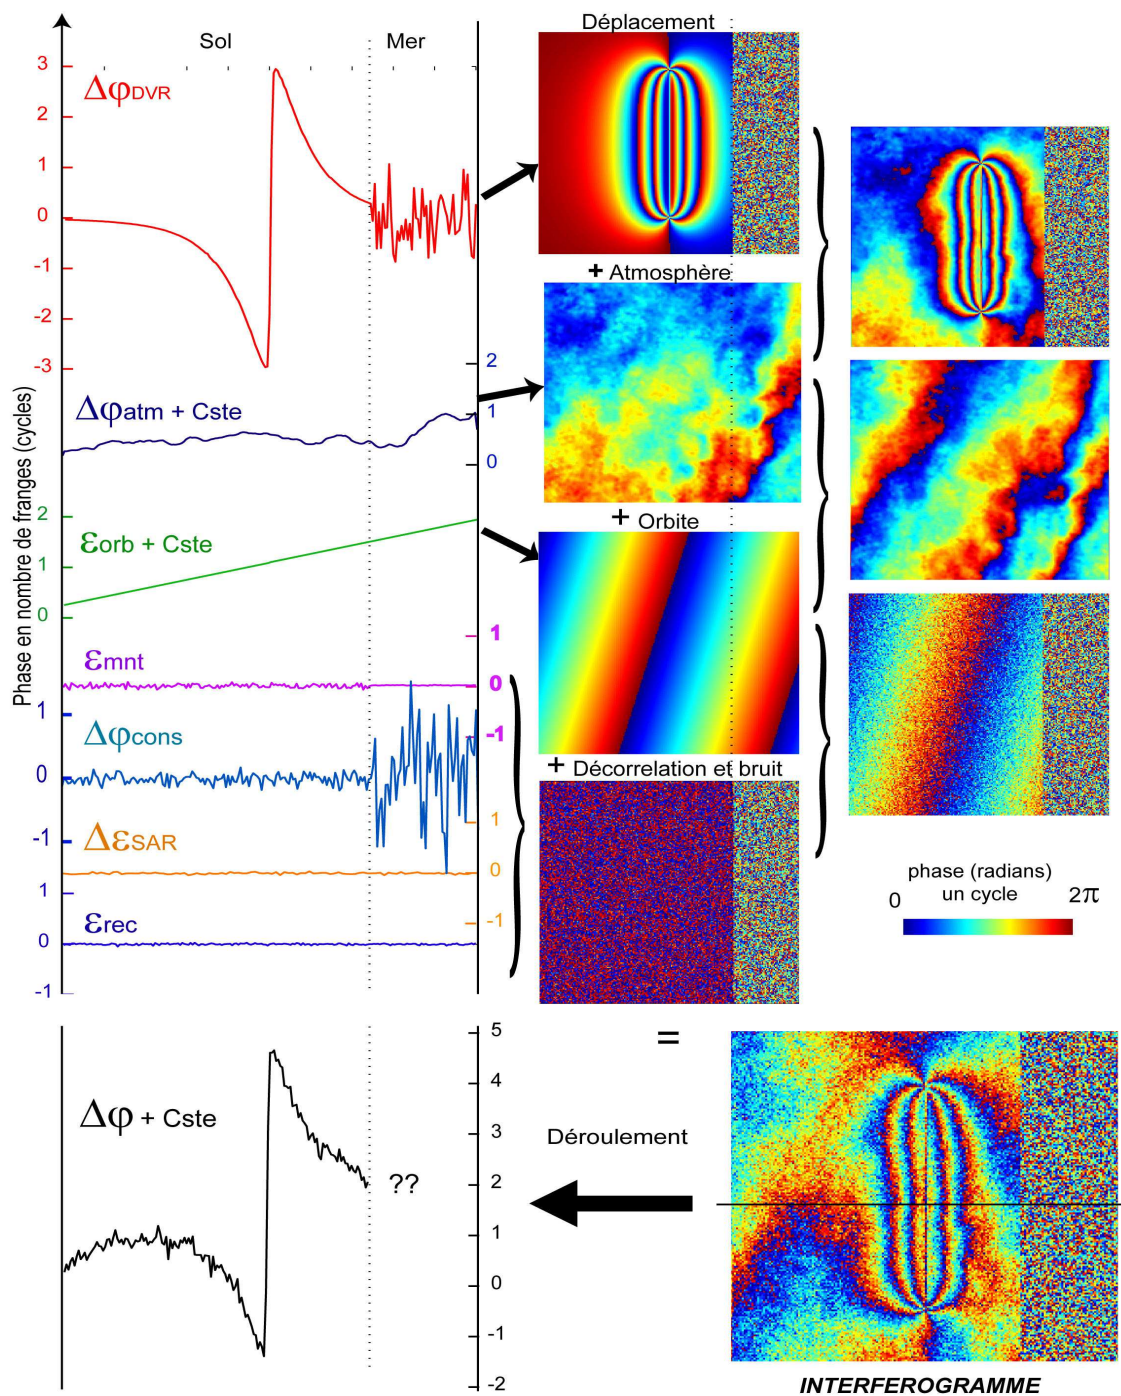 Déplacement
Sol
Mer
3
ΔφDVR
2
1
0
-1
-2
-3
+ Atmosphère
2
Δφatm + Cste
1
0
Phase en nombre de franges (cycles)
+ Orbite
2
εorb + Cste
1
0
εmnt
1
0
-1
1
Δφcons
0
-1
+ Décorrelation et bruit
ΔεSAR
1
0
-1
1
εrec
0
-1
phase (radians)
un cycle
0
2π
=
5
4
3
2
1
0
-1
-2
Δφ + Cste
??
Déroulement
INTERFEROGRAMME